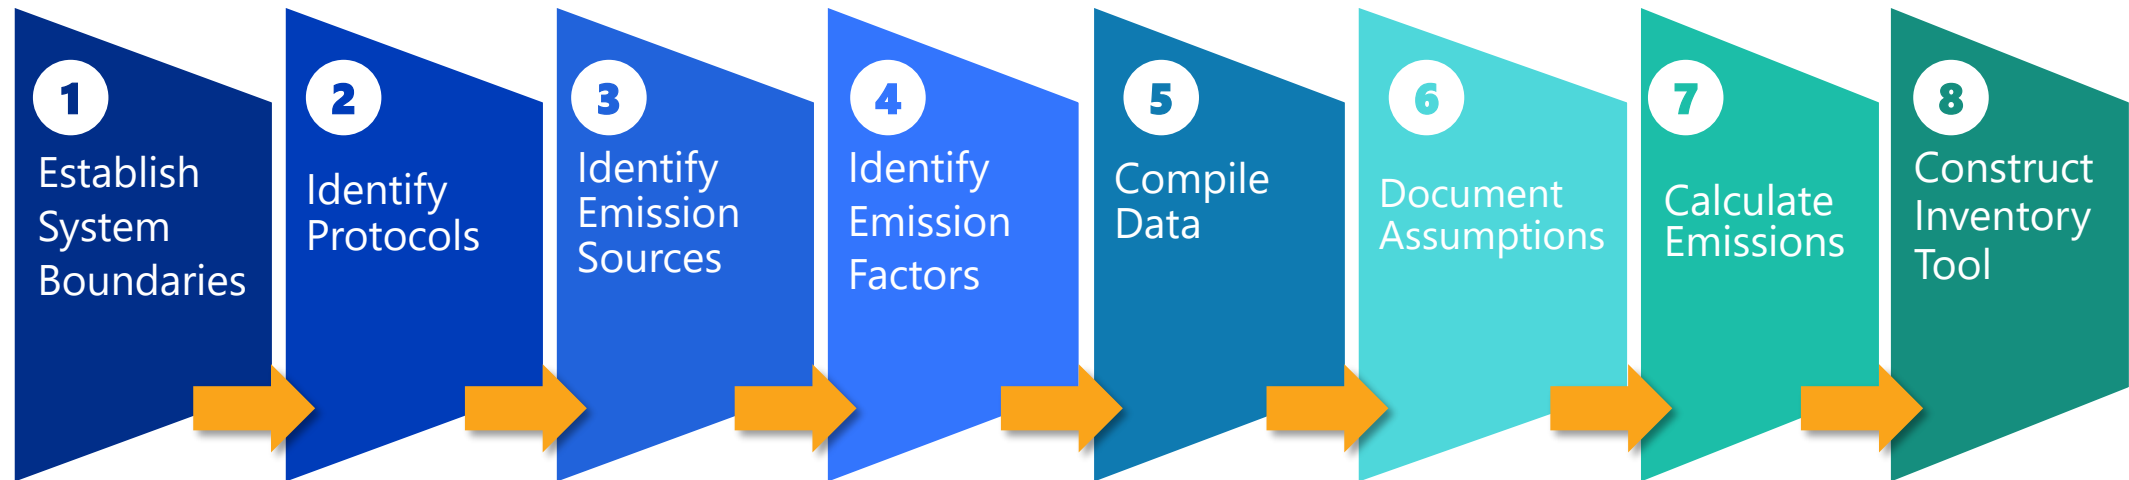 1
Establish
System
Boundaries
2
Identify
Protocols
3
Identify
Emission
Sources
4
Identify
Emission
Factors
5
Compile
Data
6
Document
Assumptions
7
Calculate
Emissions
8
Construct
Inventory
Tool